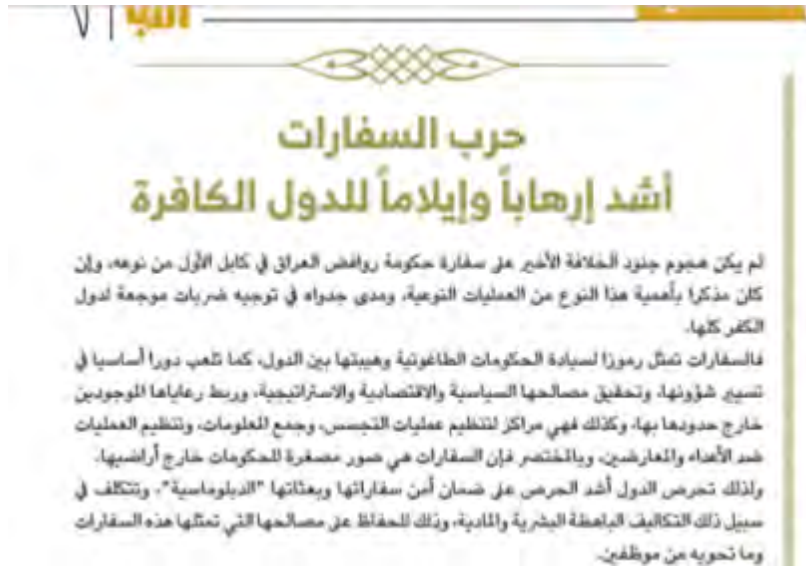 ٧ | النبأ
حرب السفارات
أشد إرهاباً وإيلاماً للدول الكافرة
لم يكن هجوم جنود الخلافة الأخير على سفارة حكومة روافض العراق في كابل الأول من نوعه، وإن
كان مذكرا بأهمية هذا النوع من العمليات النوعية، ومدى جدواه في توجيه ضربات موجعة لدول
الكفر كلها.
فالسفارات تمثل رموزا لسيادة الحكومات الطاغوتية وهيبتها بين الدول، كما تلعب دورا أساسيا في
تسيير شؤونها، وتحقيق مصالحها السياسية والاقتصادية والاستراتيجية، وربط رعاياها الموجودين
خارج حدودها بها، وكذلك فهي مراكز لتنظيم عمليات التجسس، وجمع المعلومات، وتنظيم العمليات
ضد الأعداء والمعارضين، وبالمختصر فإن السفارات هي صور مصغرة للحكومات خارج أراضيها.
ولذلك تحرص الدول أشد الحرص على ضمان أمن سفاراتها وبعثاتها "الدبلوماسية"، وتتكلف في
سبيل ذلك التكاليف الباهظة البشرية والمادية، وذلك للحفاظ على مصالحها التي تمثلها هذه السفارات
وما تحويه من موظفين.